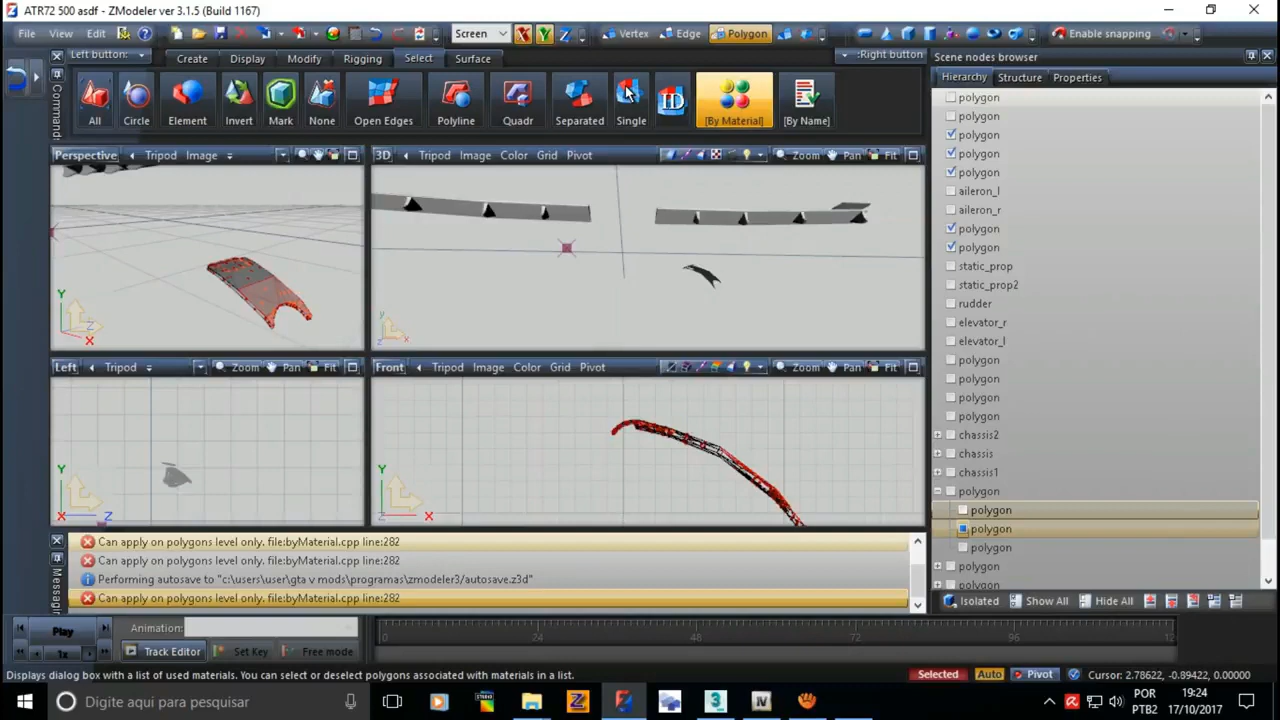 ATR72 500 asdf - ZModeler ver 3.1.5 (Build 1167)
File View Edit Screen X Y Z Vertex Edge Polygon Enable snapping
Left button: Create Display Modify Rigging Select Surface :Right button
Scene nodes browser
Hierarchy Structure Properties
Commands
All Circle Element Invert Mark None Open Edges Polyline Quadr Separated Single ID [By Material] [By Name]
Perspective Tripod Image
3D Tripod Image Color Grid Pivot Zoom Pan Fit
Left Tripod Zoom Pan Fit
Front Tripod Image Color Grid Pivot Zoom Pan Fit
polygon
polygon
polygon
polygon
polygon
aileron_l
aileron_r
polygon
polygon
static_prop
static_prop2
rudder
elevator_r
elevator_l
polygon
polygon
polygon
polygon
chassis2
chassis
chassis1
polygon
polygon
polygon
polygon
polygon
polygon
Isolated Show All Hide All
Can apply on polygons level only. file:byMaterial.cpp line:282
Can apply on polygons level only. file:byMaterial.cpp line:282
Performing autosave to "c:\users\user\gta v mods\programas\zmodeler3/autosave.z3d"
Can apply on polygons level only. file:byMaterial.cpp line:282
Play
1x
Animation:
Track Editor Set Key Free mode
0 24 48 72 96 12
Displays dialog box with a list of used materials. You can select or deselect polygons associated with materials in a list.
Selected Auto Pivot Cursor: 2.78622, -0.89422, 0.00000
Digite aqui para pesquisar
POR
PTB2
19:24
17/10/2017